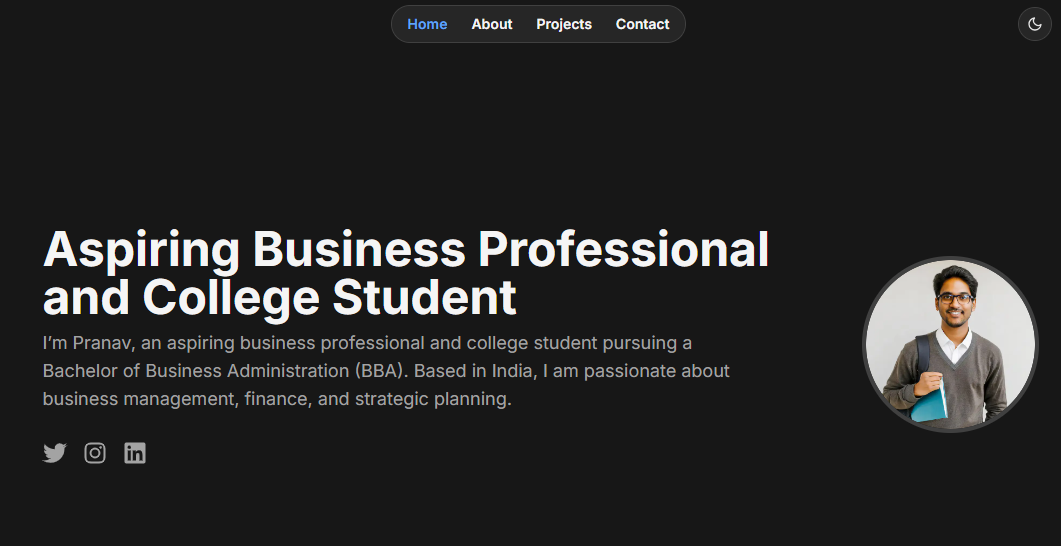 Home About Projects Contact
Aspiring Business Professional
and College Student
I’m Pranav, an aspiring business professional and college student pursuing a
Bachelor of Business Administration (BBA). Based in India, I am passionate about
business management, finance, and strategic planning.
in